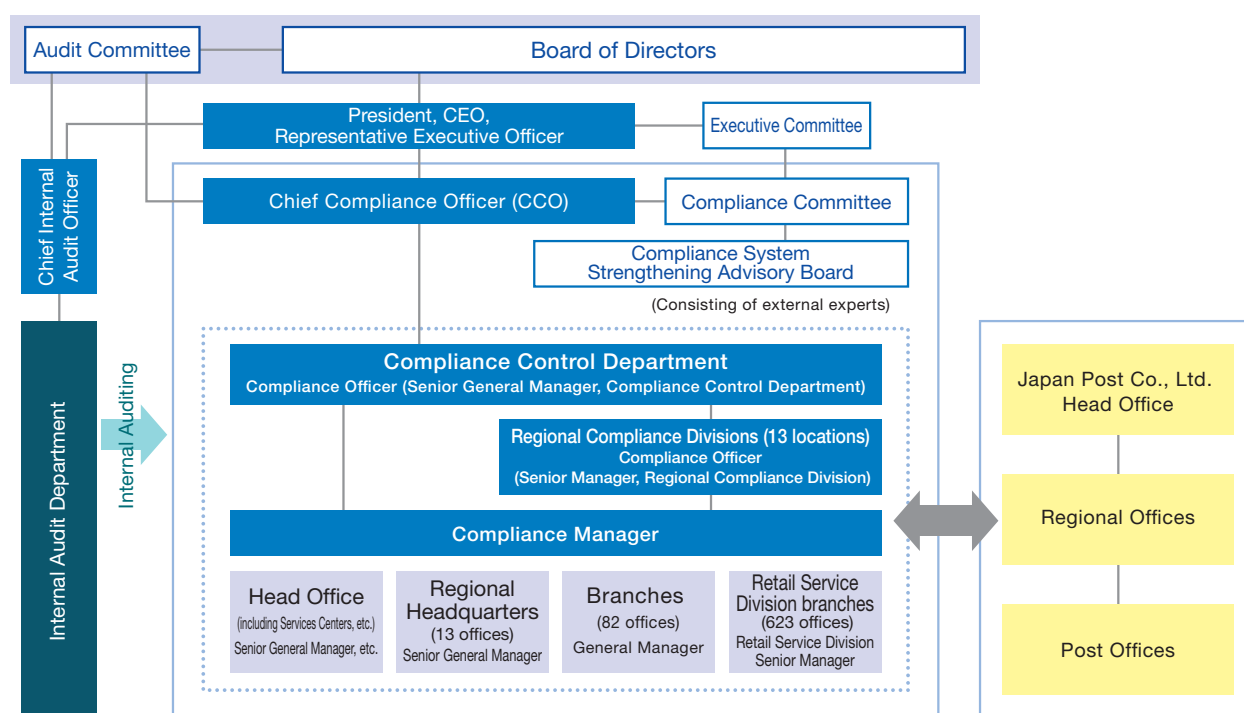 Audit Committee
Board of Directors
President, CEO,
Representative Executive Officer
Executive Committee
Chief Internal
Audit Officer
Chief Compliance Officer (CCO)
Compliance Committee
Compliance System
Strengthening Advisory Board
(Consisting of external experts)
Internal Audit Department
Internal Auditing
Compliance Control Department
Compliance Officer (Senior General Manager, Compliance Control Department)
Regional Compliance Divisions (13 locations)
Compliance Officer
(Senior Manager, Regional Compliance Division)
Compliance Manager
Head Office
(including Services Centers, etc.)
Senior General Manager, etc.
Regional
Headquarters
(13 offices)
Senior General Manager
Branches
(82 offices)
General Manager
Retail Service
Division branches
(623 offices)
Retail Service Division
Senior Manager
Japan Post Co., Ltd.
Head Office
Regional Offices
Post Offices